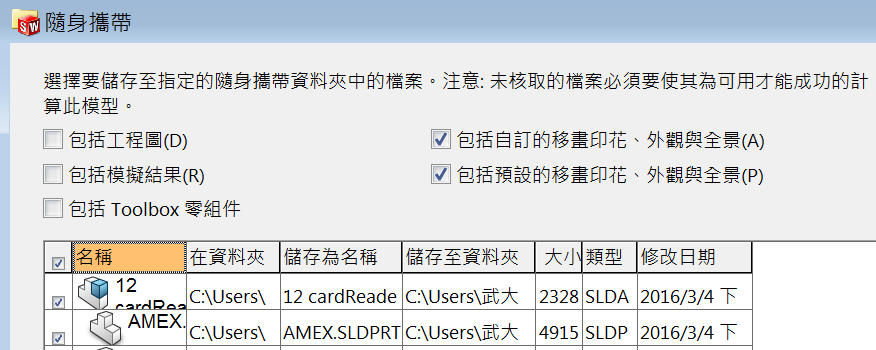 隨身攜帶
選擇要儲存至指定的隨身攜帶資料夾中的檔案。注意: 未核取的檔案必須要使其為可用才能成功的計
算此模型。
包括工程圖(D) 包括自訂的移畫印花、外觀與全景(A)
包括模擬結果(R) 包括預設的移畫印花、外觀與全景(P)
包括 Toolbox 零組件
名稱 在資料夾 儲存為名稱 儲存至資料夾 大小 類型 修改日期
12 cardRea C:\Users\ 12 cardReade C:\Users\武大 2328 SLDA 2016/3/4 下
AMEX. C:\Users\ AMEX.SLDPRT C:\Users\武大 4915 SLDP 2016/3/4 下